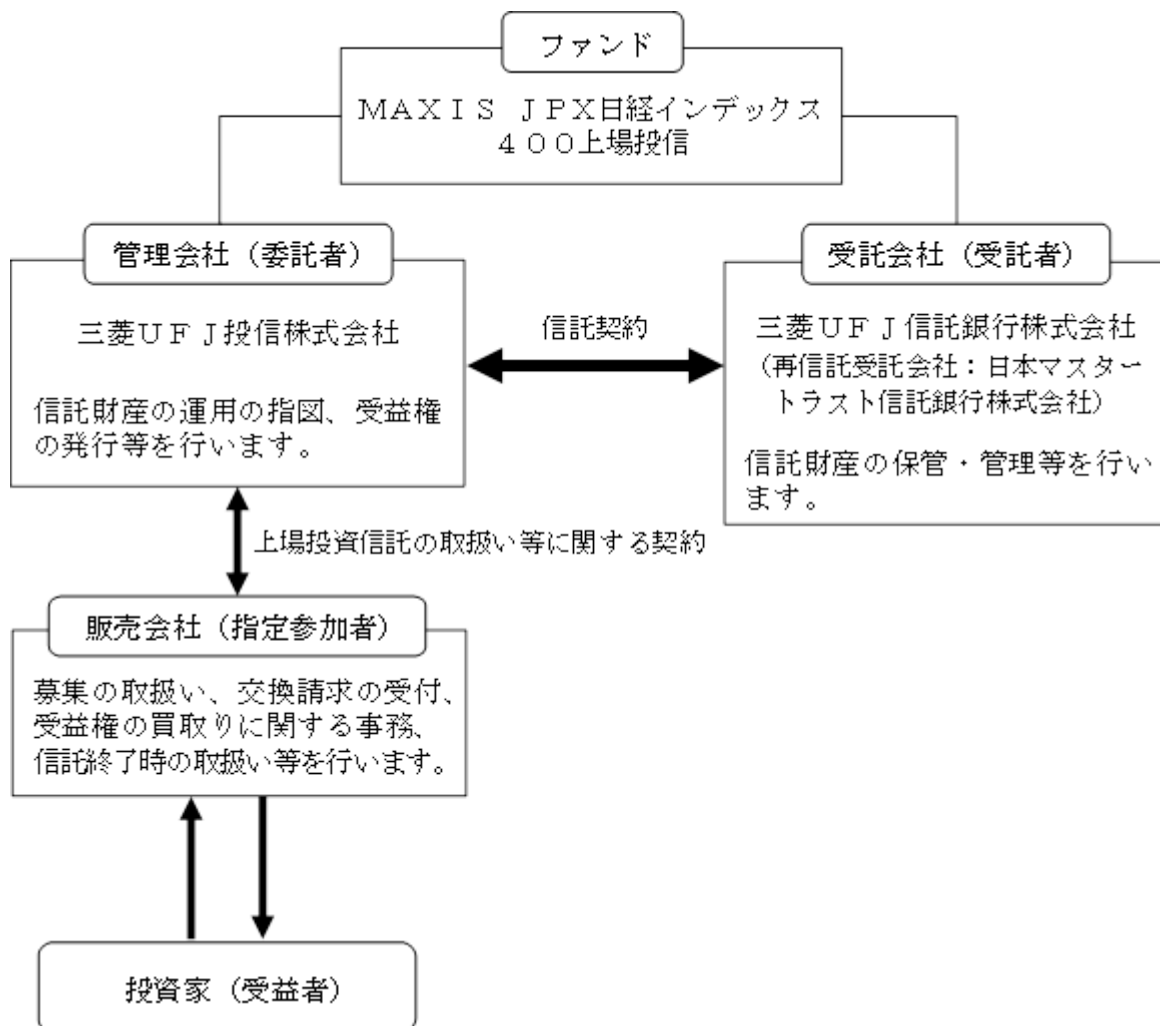 ファンド
ＭＡＸＩＳ　ＪＰＸ日経インデックス
４００上場投信
管理会社（委託者）
三菱ＵＦＪ投信株式会社
信託財産の運用の指図、受益権
の発行等を行います。
信託契約
受託会社（受託者）
三菱ＵＦＪ信託銀行株式会社
（再信託受託会社：日本マスター
トラスト信託銀行株式会社）
信託財産の保管・管理等を行い
ます。
上場投資信託の取扱い等に関する契約
販売会社（指定参加者）
募集の取扱い、交換請求の受付、
受益権の買取りに関する事務、
信託終了時の取扱い等を行います。
投資家（受益者）